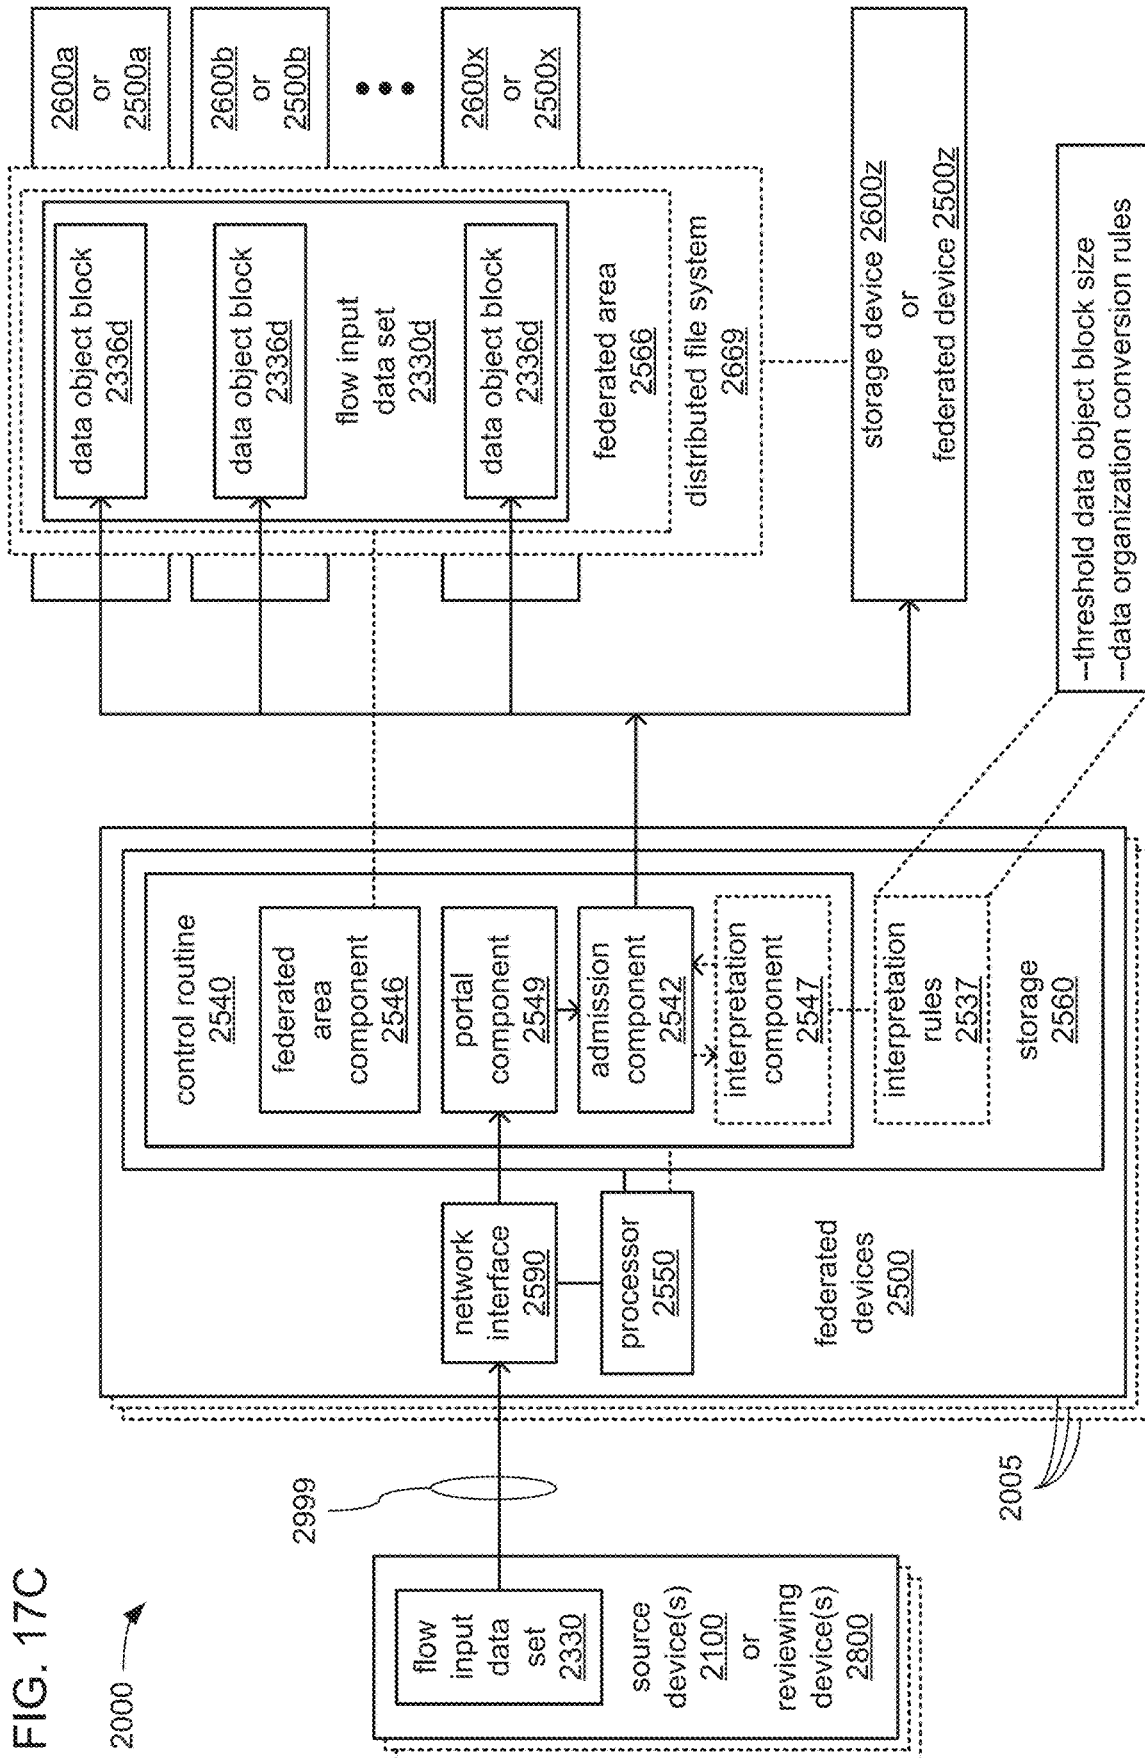 FIG. 17C
2000
flow
input
data
set
2330
source
device(s)
2100
or
reviewing
device(s)
2800
2999
2005
network
interface
2590
processor
2550
federated
devices
2500
control routine
2540
federated
area
component
2546
portal
component
2549
admission
component
2542
interpretation
component
2547
interpretation
rules
2537
storage
2560
data object block
2336d
data object block
2336d
flow input
data set
2330d
data object block
2336d
federated area
2566
distributed file system
2669
2600a
or
2500a
2600b
or
2500b
2600x
or
2500x
storage device 2600z
or
federated device 2500z
--threshold data object block size
--data organization conversion rules